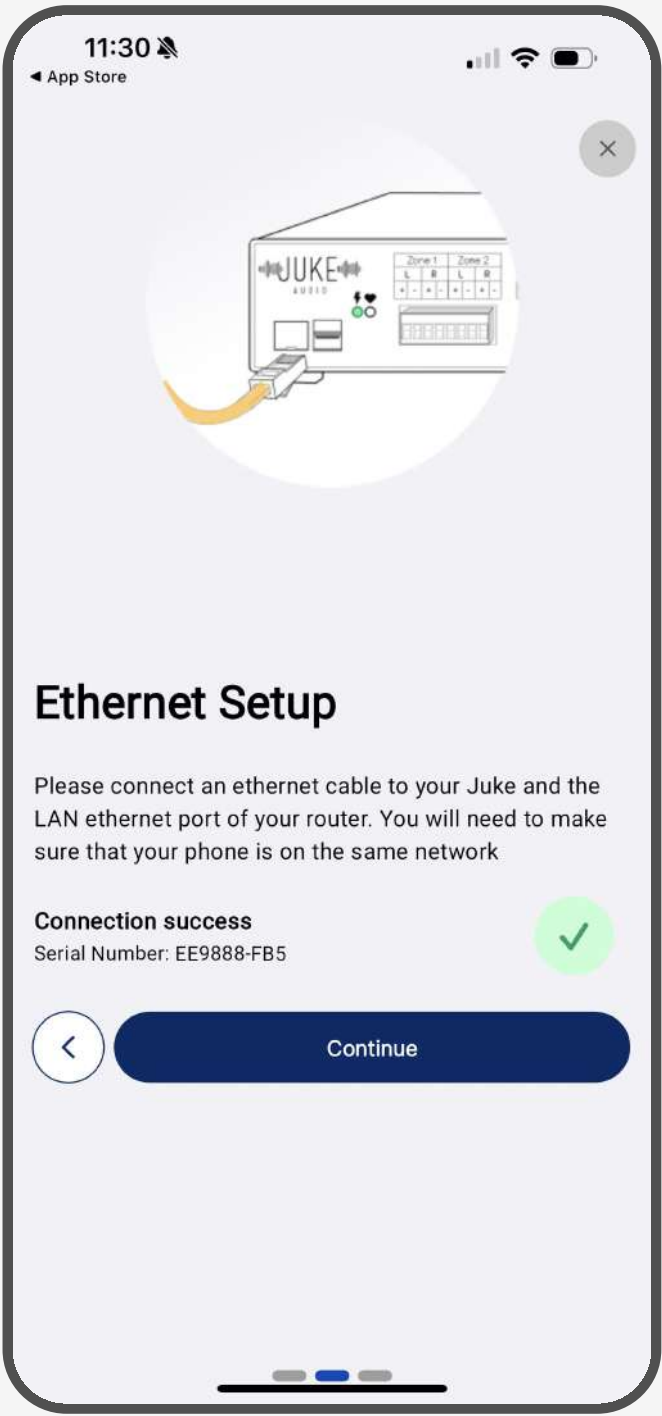 11:30
◀ App Store
JUKE
AUDIO
Zone 1 Zone 2
L R L R
+ - + - + - + -
Ethernet Setup
Please connect an ethernet cable to your Juke and the
LAN ethernet port of your router. You will need to make
sure that your phone is on the same network
Connection success
Serial Number: EE9888-FB5
Continue